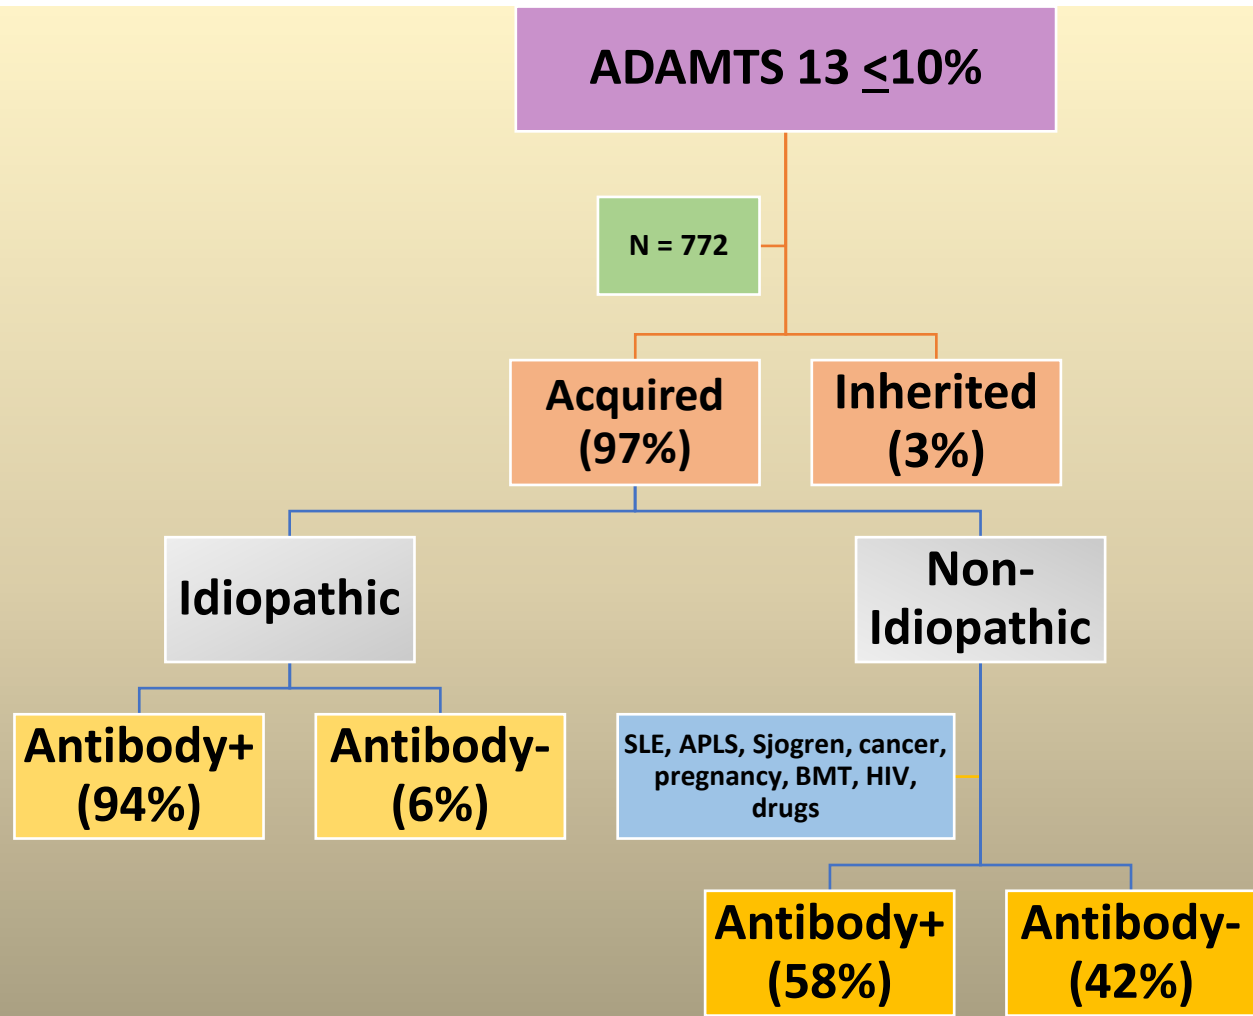 ADAMTS 13 ≤10%
N = 772
Acquired
(97%)
Inherited
(3%)
Idiopathic
Non-
Idiopathic
Antibody+
(94%)
Antibody-
(6%)
SLE, APLS, Sjogren, cancer,
pregnancy, BMT, HIV,
drugs
Antibody+
(58%)
Antibody-
(42%)